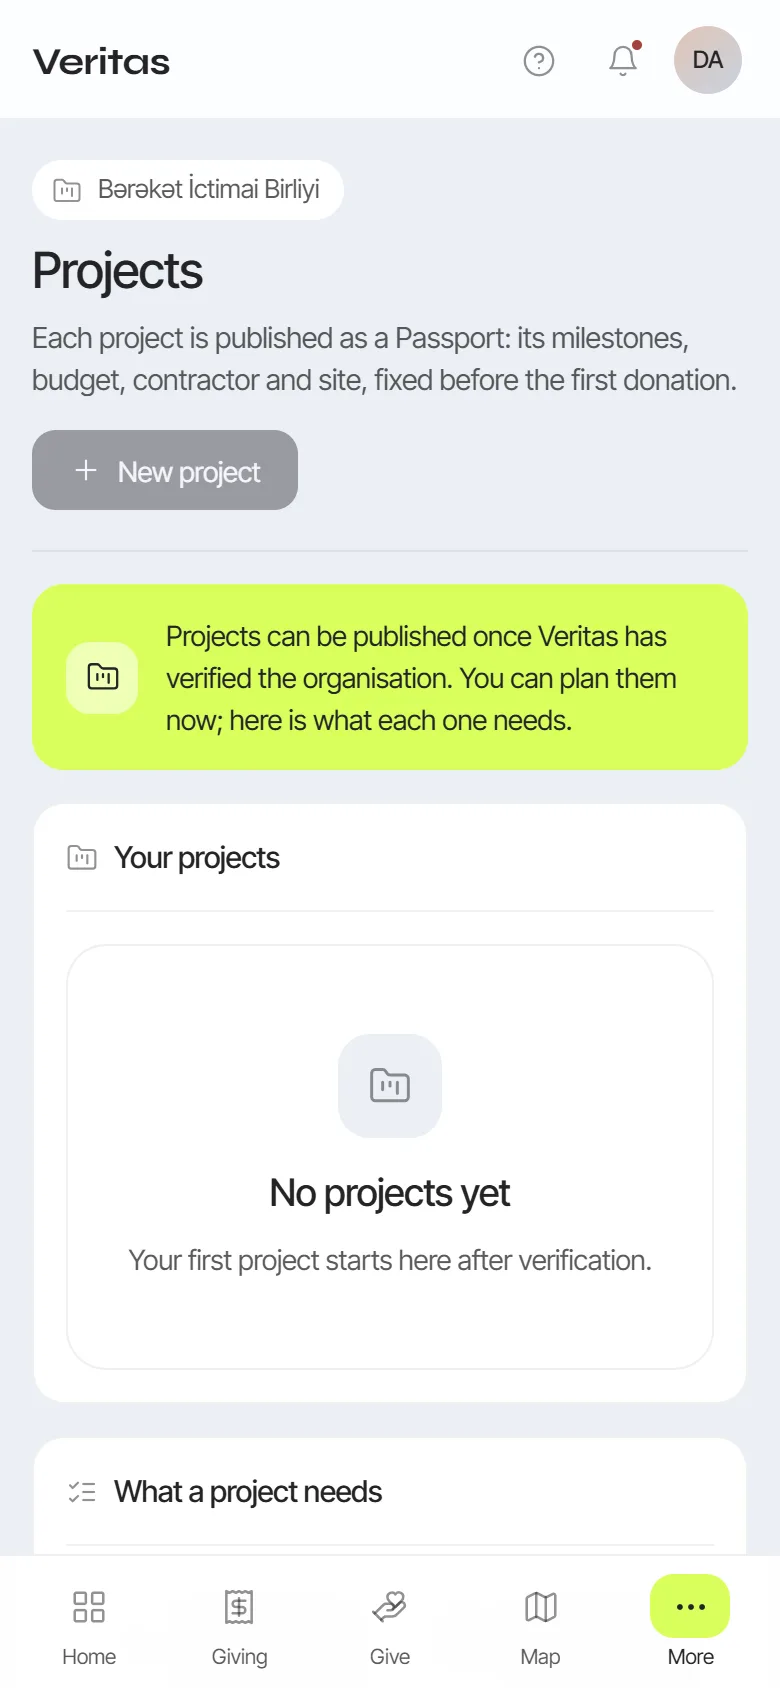 Veritas
DA
Bərəkət İctimai Birliyi
Projects
Each project is published as a Passport: its milestones,
budget, contractor and site, fixed before the first donation.
New project
Projects can be published once Veritas has
verified the organisation. You can plan them
now; here is what each one needs.
Your projects
No projects yet
Your first project starts here after verification.
What a project needs
Home
Giving
Give
Map
More